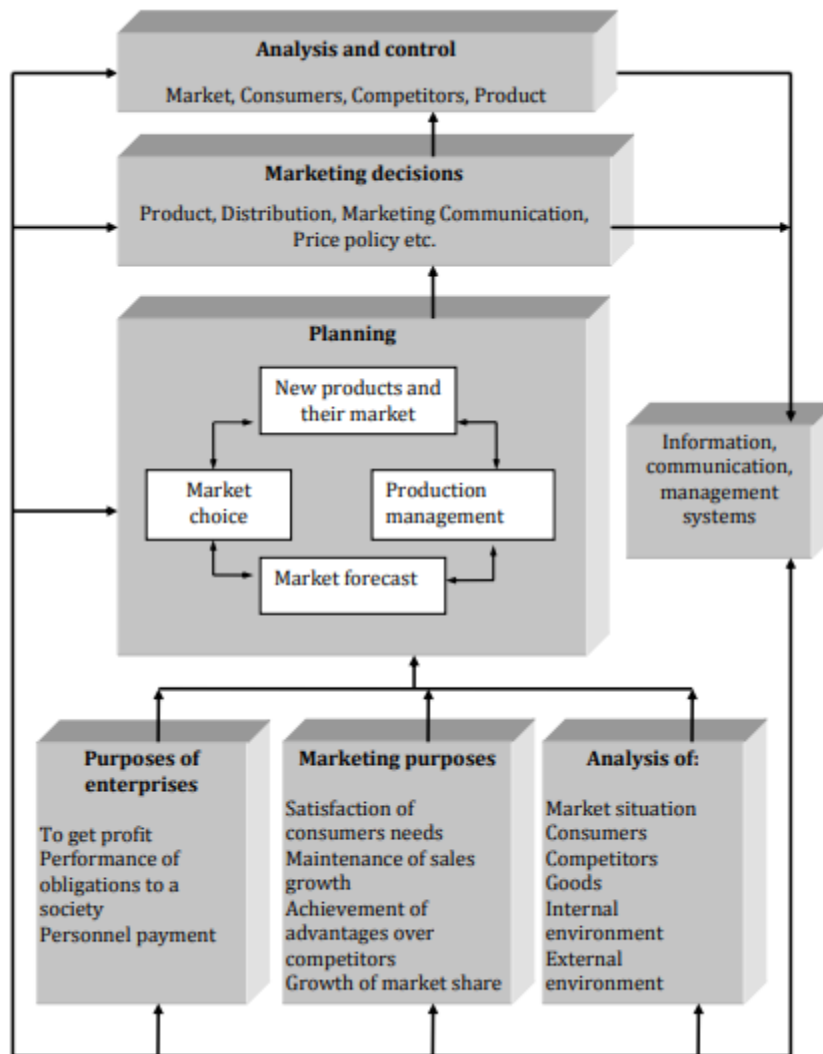 Analysis and control
Market, Consumers, Competitors, Product
Marketing decisions
Product, Distribution, Marketing Communication,
Price policy etc.
Planning
New products and
their market
Market
choice
Production
management
Market forecast
Information,
communication,
management
systems
Purposes of
enterprises
To get profit
Performance of
obligations to a
society
Personnel payment
Marketing purposes
Satisfaction of
consumers needs
Maintenance of sales
growth
Achievement of
advantages over
competitors
Growth of market share
Analysis of:
Market situation
Consumers
Competitors
Goods
Internal
environment
External
environment